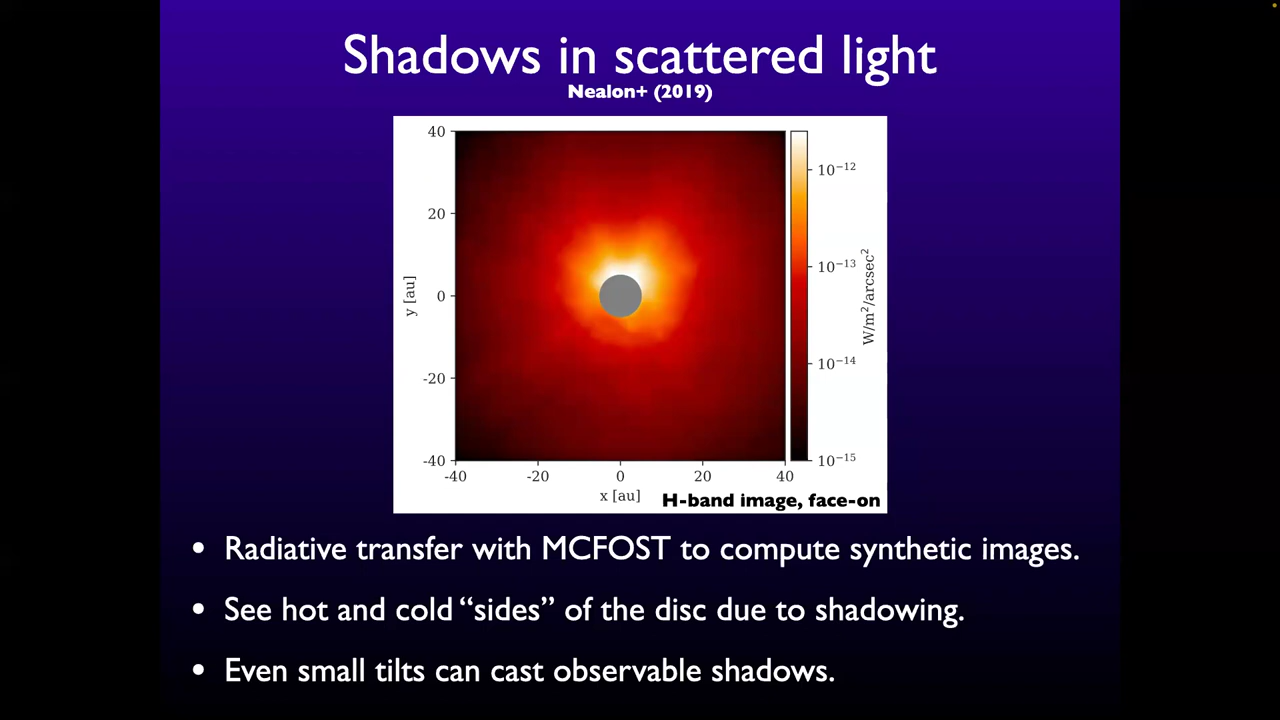 Shadows in scattered light
Nealon+ (2019)
40
20
0
-20
-40
y [au]
-40 -20 0 20 40
x [au]
10⁻¹²
10⁻¹³
10⁻¹⁴
10⁻¹⁵
W/m²/arcsec²
H-band image, face-on
• Radiative transfer with MCFOST to compute synthetic images.
• See hot and cold “sides” of the disc due to shadowing.
• Even small tilts can cast observable shadows.